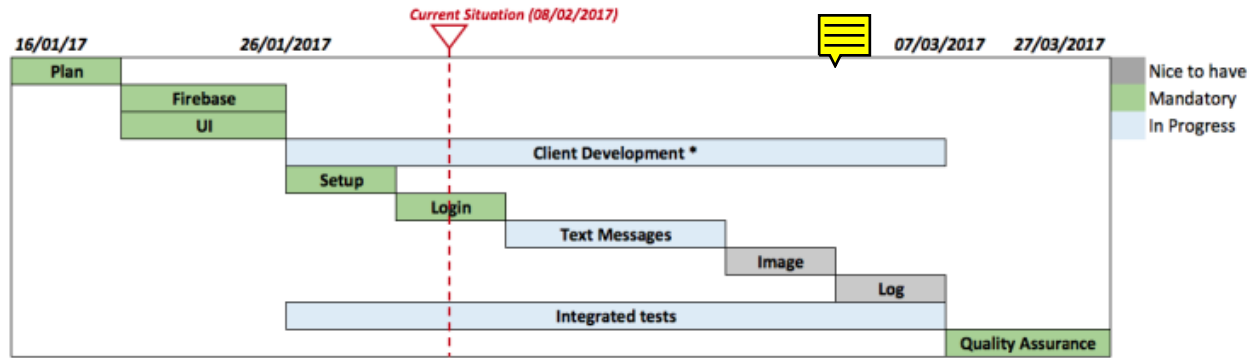 Current Situation (08/02/2017)
16/01/17 26/01/2017 07/03/2017 27/03/2017
Plan
Nice to have
Firebase
Mandatory
UI
In Progress
Client Development *
Setup
Login
Text Messages
Image
Log
Integrated tests
Quality Assurance